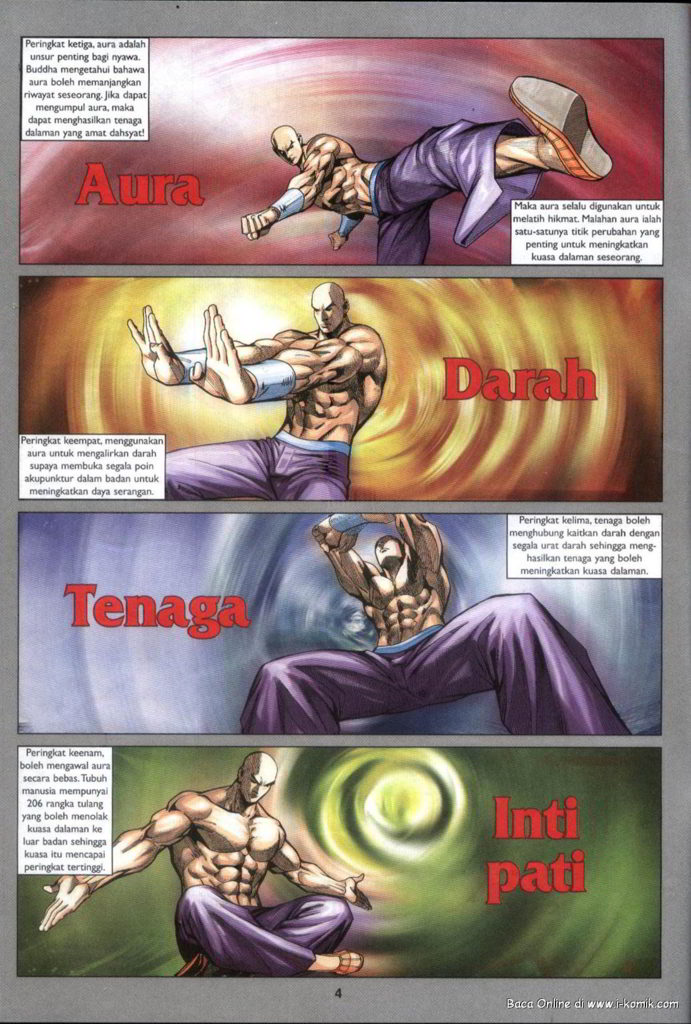 Peringkat ketiga, aura adalah
unsur penting bagi nyawa.
Buddha mengetahui bahawa
aura boleh memanjangkan
riwayat seseorang. Jika dapat
mengumpul aura, maka
dapat menghasilkan tenaga
dalaman yang amat dahsyat!
Aura
Maka aura selalu digunakan untuk
melatih hikmat. Malahan aura ialah
satu-satunya titik perubahan yang
penting untuk meningkatkan
kuasa dalaman seseorang.
Darah
Peringkat keempat, menggunakan
aura untuk mengalirkan darah
supaya membuka segala poin
akupunktur dalam badan untuk
meningkatkan daya serangan.
Peringkat kelima, tenaga boleh
menghubung kaitkan darah dengan
segala urat darah sehingga meng-
hasilkan tenaga yang boleh
meningkatkan kuasa dalaman.
Tenaga
Peringkat keenam,
boleh mengawal aura
secara bebas. Tubuh
manusia mempunyai
206 rangka tulang
yang boleh menolak
kuasa dalaman ke
luar badan sehingga
kuasa itu mencapai
peringkat tertinggi.
Inti
pati
4
Baca Online di www.i-komik.com